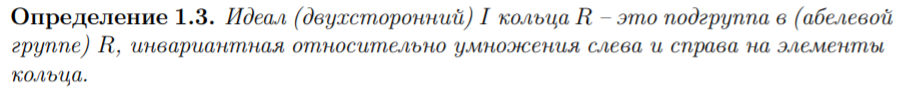 Определение 1.3. Идеал (двухсторонний) I кольца R – это подгруппа в (абелевой
группе) R, инвариантная относительно умножения слева и справа на элементы
кольца.